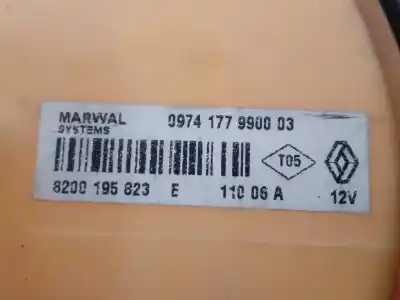 MARWAL 0974 177 9900 03
SYSTEMS
T05
8200 195 823 E 110 06 A 12V